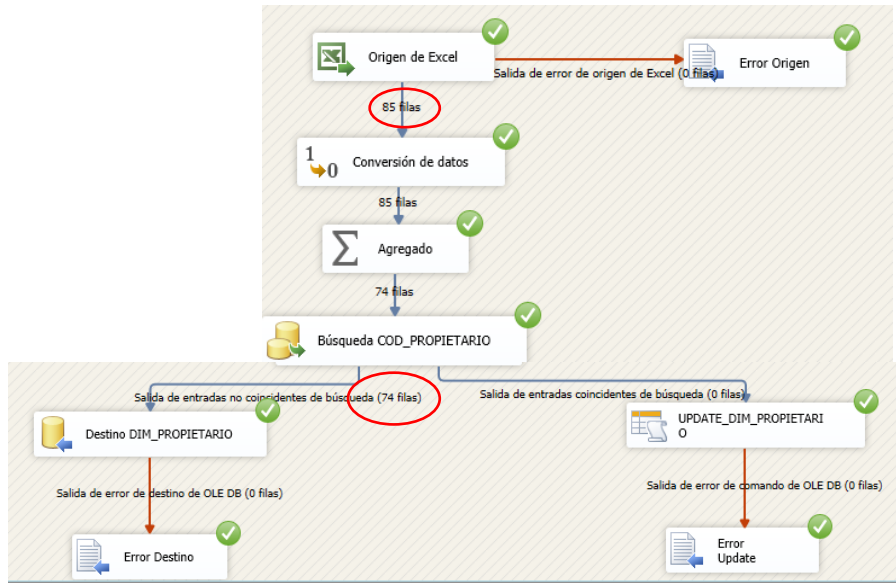 Origen de Excel
Error Origen
Salida de error de origen de Excel (0 filas)
85 filas
1
0
Conversión de datos
85 filas
Σ
Agregado
74 filas
Búsqueda COD_PROPIETARIO
Salida de entradas no coincidentes de búsqueda (74 filas)
Salida de entradas coincidentes de búsqueda (0 filas)
Destino DIM_PROPIETARIO
UPDATE_DIM_PROPIETARI
O
Salida de error de destino de OLE DB (0 filas)
Salida de error de comando de OLE DB (0 filas)
Error Destino
Error
Update